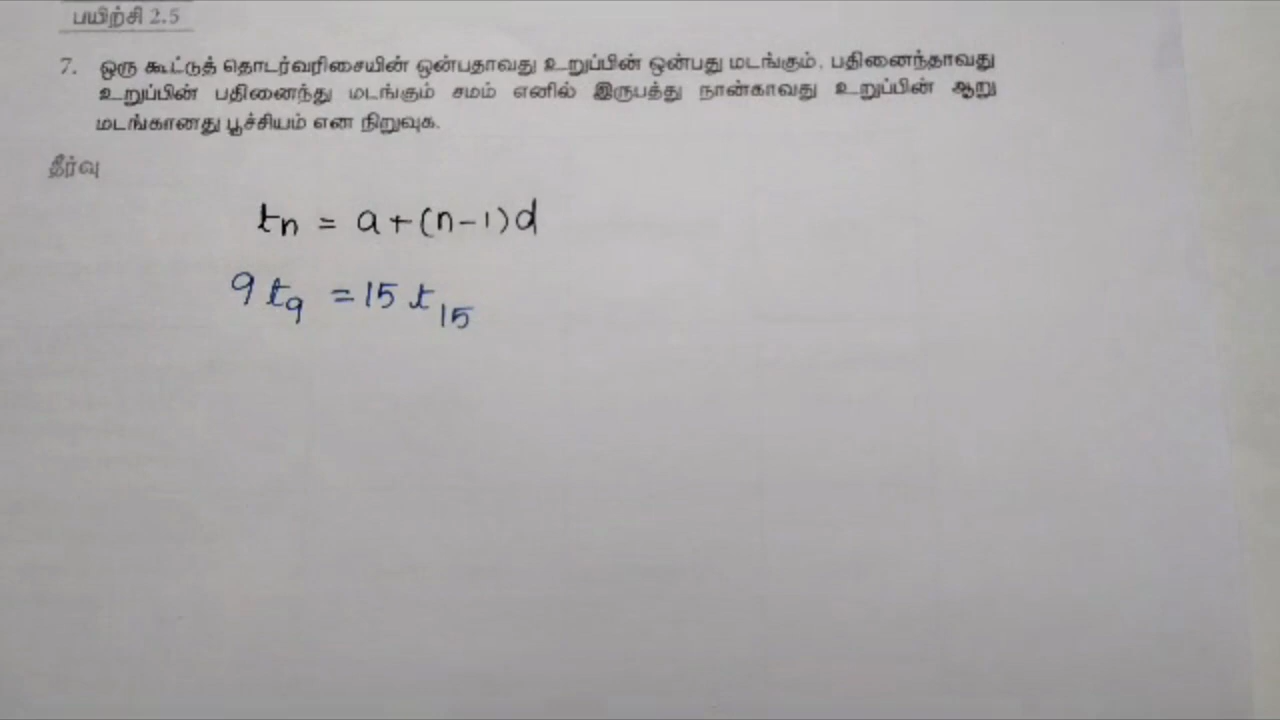 பயிற்சி 2.5
7. ஒரு கூட்டுத் தொடர்வரிசையின் ஒன்பதாவது உறுப்பின் ஒன்பது மடங்கும், பதினைந்தாவது
உறுப்பின் பதினைந்து மடங்கும் சமம் எனில் இருபத்து நான்காவது உறுப்பின் ஆறு
மடங்கானது பூச்சியம் என நிறுவுக.
தீர்வு
tn = a+(n-1)d
9 t9 = 15 t15